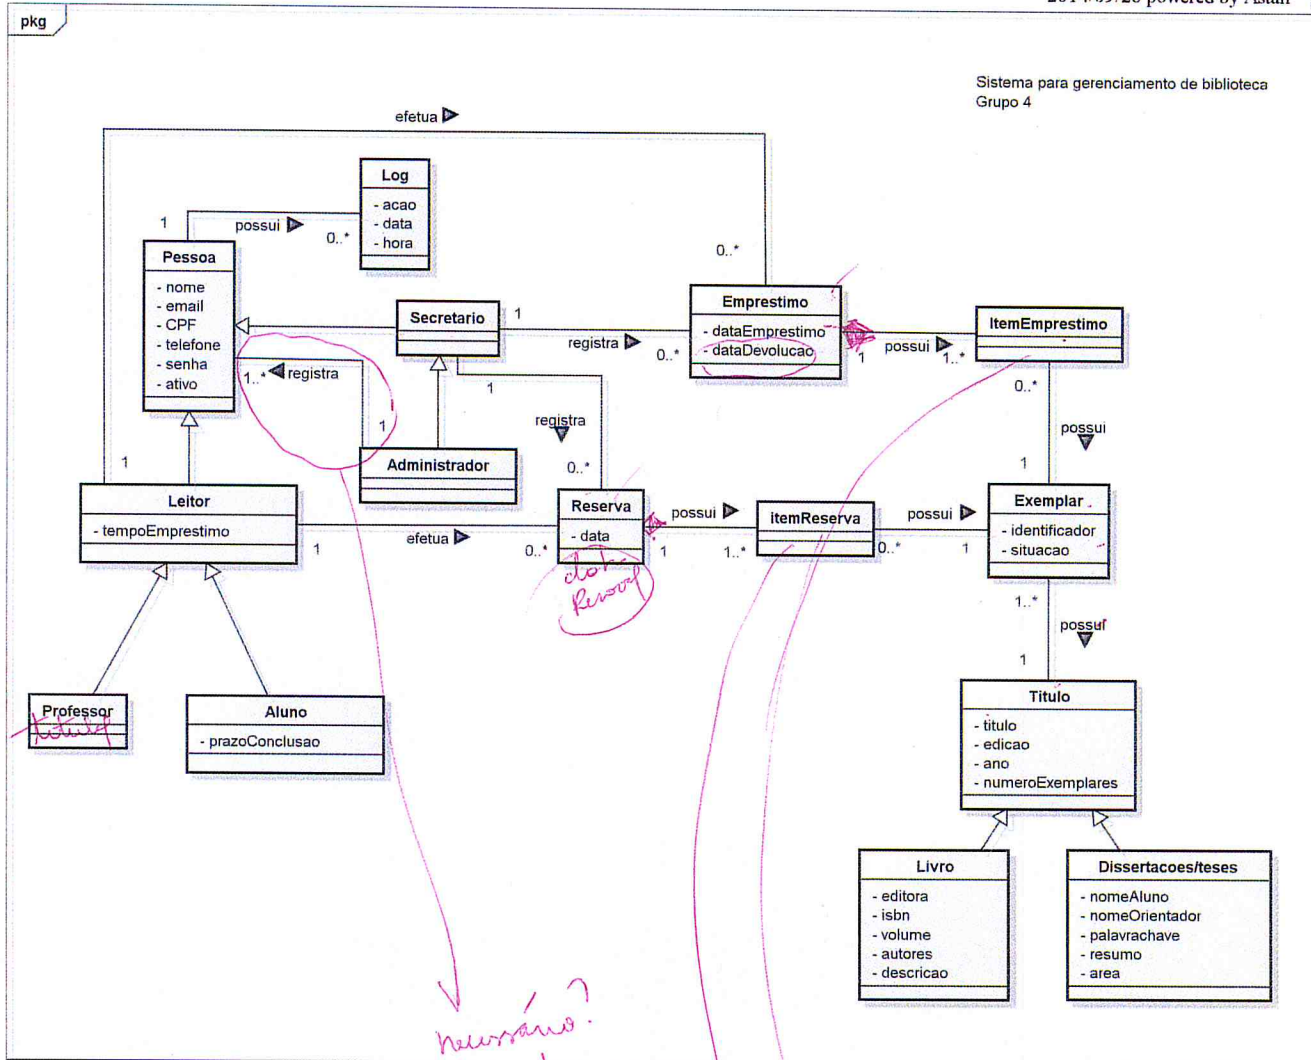 pkg
Sistema para gerenciamento de biblioteca
Grupo 4
efetua
Log
- acao
- data
- hora
1
possui
0..*
Pessoa
- nome
- email
- CPF
- telefone
- senha
- ativo
0..*
Emprestimo
- dataEmprestimo
- dataDevolucao
Secretario
1
registra
0..*
1
possui
1..*
ItemEmprestimo
0..*
1..*
registra
1
1
registra
0..*
possui
1
Administrador
1
Leitor
- tempoEmprestimo
1
efetua
0..*
Reserva
- data
1
possui
1..*
itemReserva
0..*
possui
1
Exemplar
- identificador
- situacao
1..*
possui
1
Professor
Aluno
- prazoConclusao
Titulo
- titulo
- edicao
- ano
- numeroExemplares
Livro
- editora
- isbn
- volume
- autores
- descricao
Dissertacoes/teses
- nomeAluno
- nomeOrientador
- palavrachave
- resumo
- area
necessário?